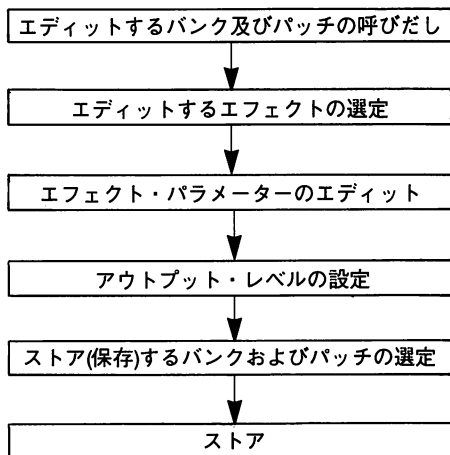 エディットするバンク及びパッチの呼びだし
エディットするエフェクトの選定
エフェクト・パラメーターのエディット
アウトプット・レベルの設定
ストア(保存)するバンクおよびパッチの選定
ストア